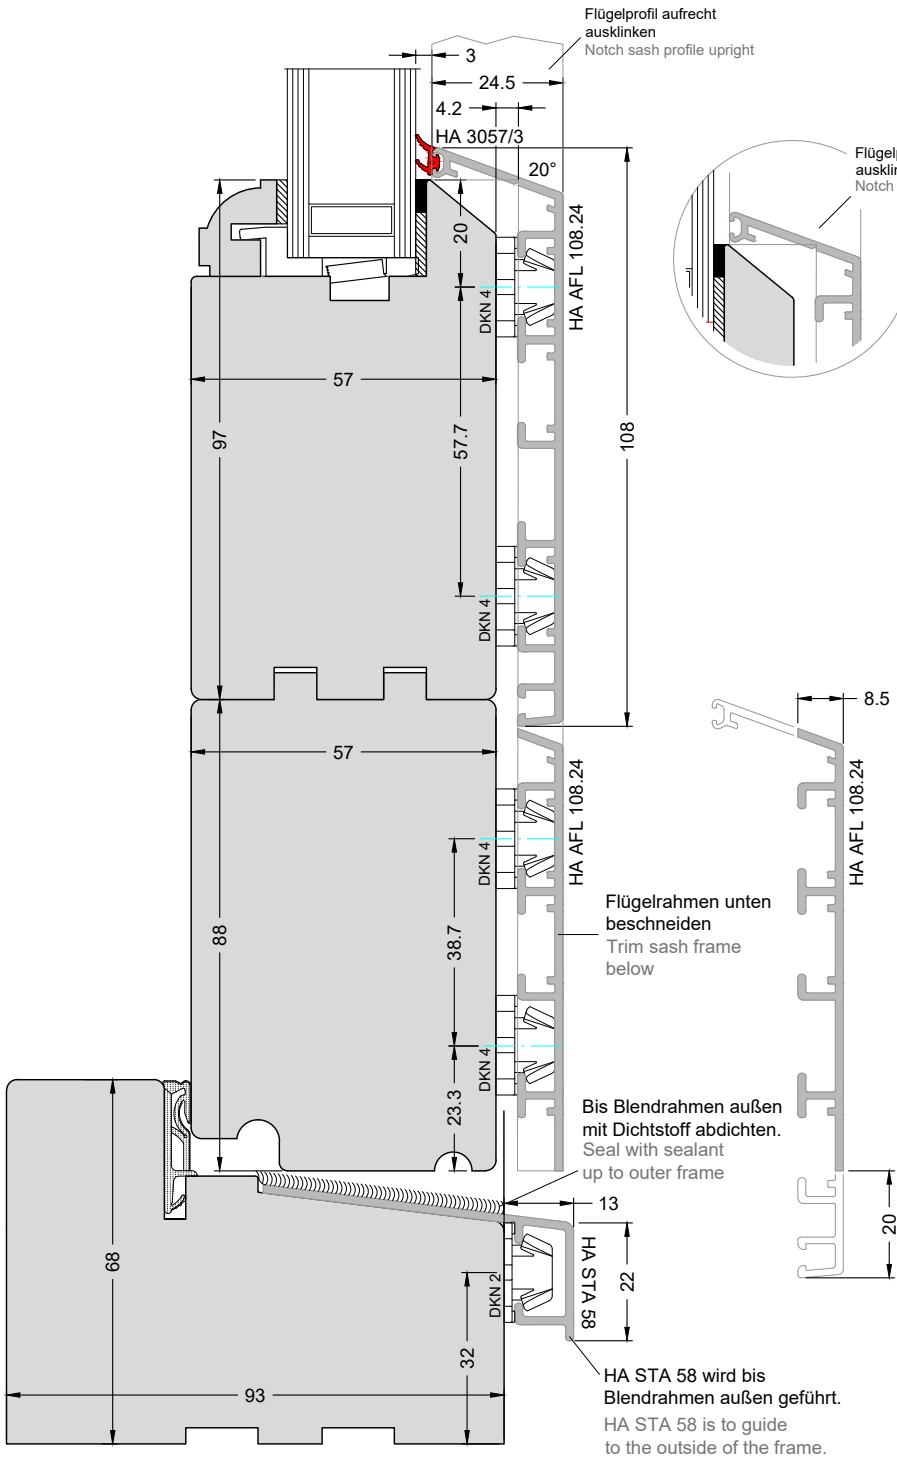 Flügelprofil aufrecht
ausklinken
Notch sash profile upright
3
24.5
4.2
HA 3057/3
20°
20
DKN 4
HA AFL 108.24
57
97
57.7
108
DKN 4
ausklin
Notch
57
DKN 4
HA AFL 108.24
88
38.7
Flügelrahmen unten
beschneiden
Trim sash frame
below
8.5
HA AFL 108.24
DKN 4
23.3
Bis Blendrahmen außen
mit Dichtstoff abdichten.
Seal with sealant
up to outer frame
13
20
68
DKN 2
HA STA 58
22
32
93
HA STA 58 wird bis
Blendrahmen außen geführt.
HA STA 58 is to guide
to the outside of the frame.